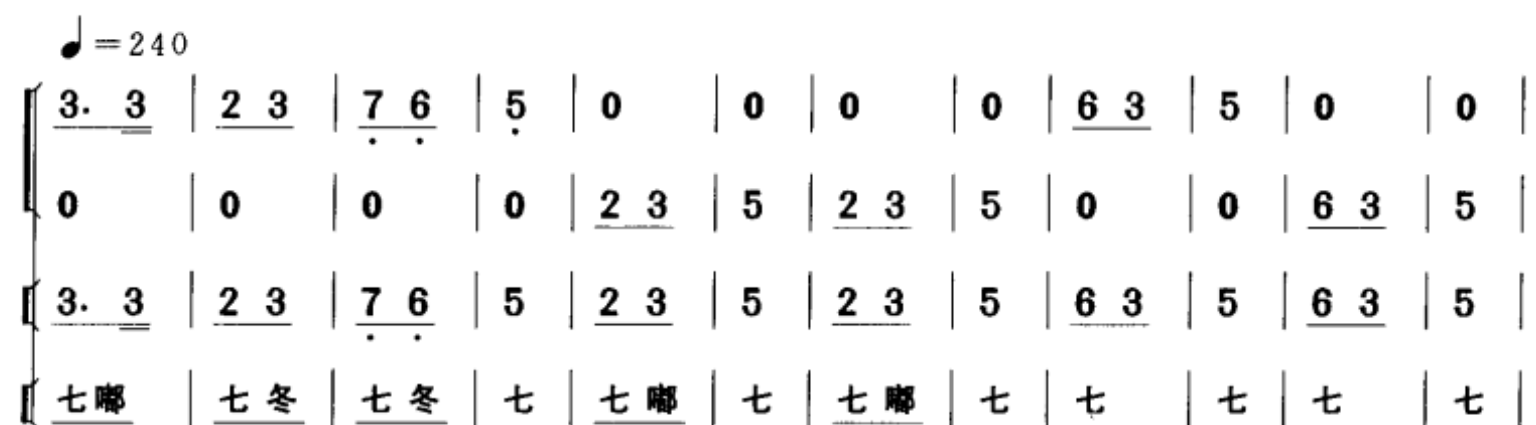 ♩=240
3. 3 | 2 3 | 7̣ 6̣ | 5̣ | 0 | 0 | 0 | 0 | 6 3 | 5 | 0 | 0 |
0 | 0 | 0 | 0 | 2 3 | 5 | 2 3 | 5 | 0 | 0 | 6 3 | 5 |
3. 3 | 2 3 | 7̣ 6̣ | 5 | 2 3 | 5 | 2 3 | 5 | 6 3 | 5 | 6 3 | 5 |
七嘟 | 七冬 | 七冬 | 七 | 七嘟 | 七 | 七嘟 | 七 | 七 | 七 | 七 | 七 |